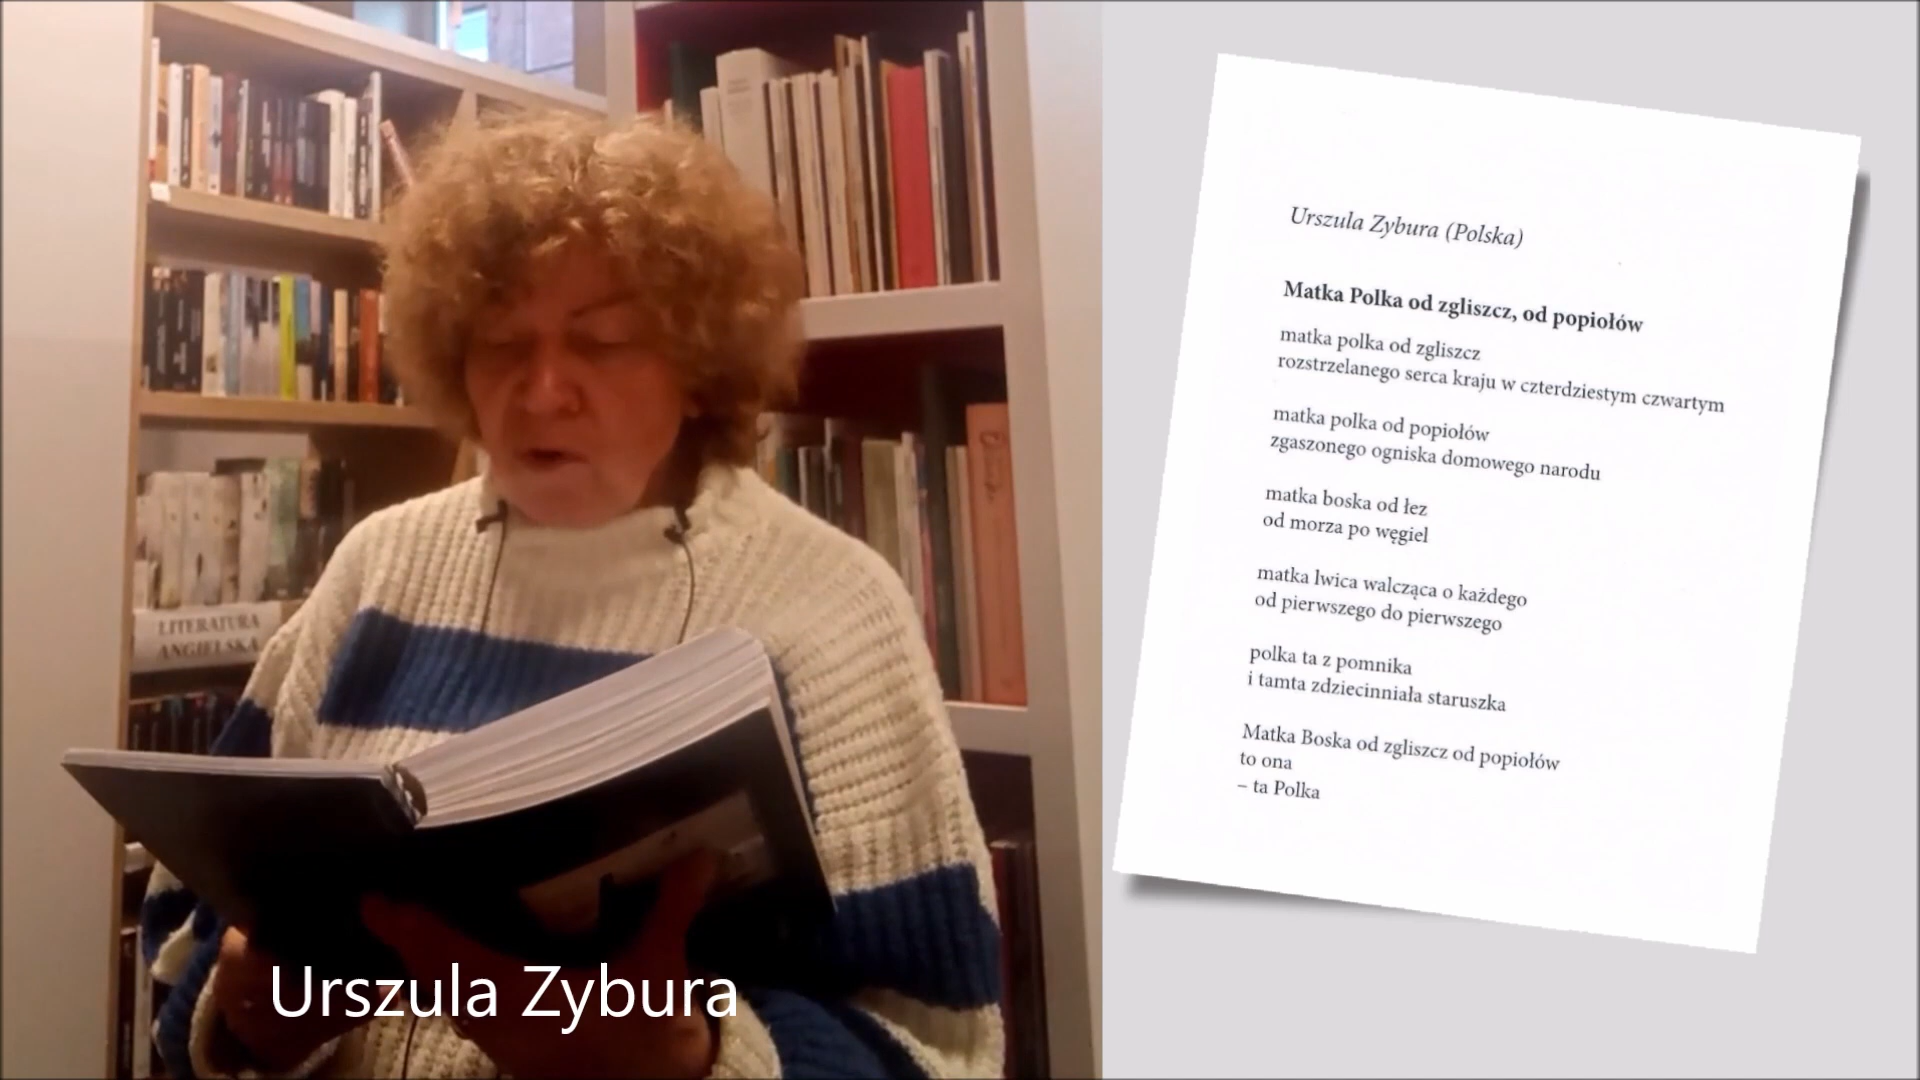 LITERATURA
ANGIELSKA
Urszula Zybura
Urszula Zybura (Polska)
Matka Polka od zgliszcz, od popiołów
matka polka od zgliszcz
rozstrzelanego serca kraju w czterdziestym czwartym
matka polka od popiołów
zgaszonego ogniska domowego narodu
matka boska od łez
od morza po węgiel
matka lwica walcząca o każdego
od pierwszego do pierwszego
polka ta z pomnika
i tamta zdziecinniała staruszka
Matka Boska od zgliszcz od popiołów
to ona
– ta Polka